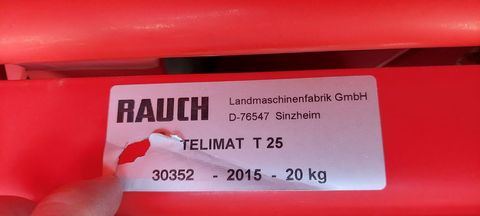 RAUCH
Landmaschinenfabrik GmbH
D-76547 Sinzheim
TELIMAT T 25
30352 - 2015 - 20 kg